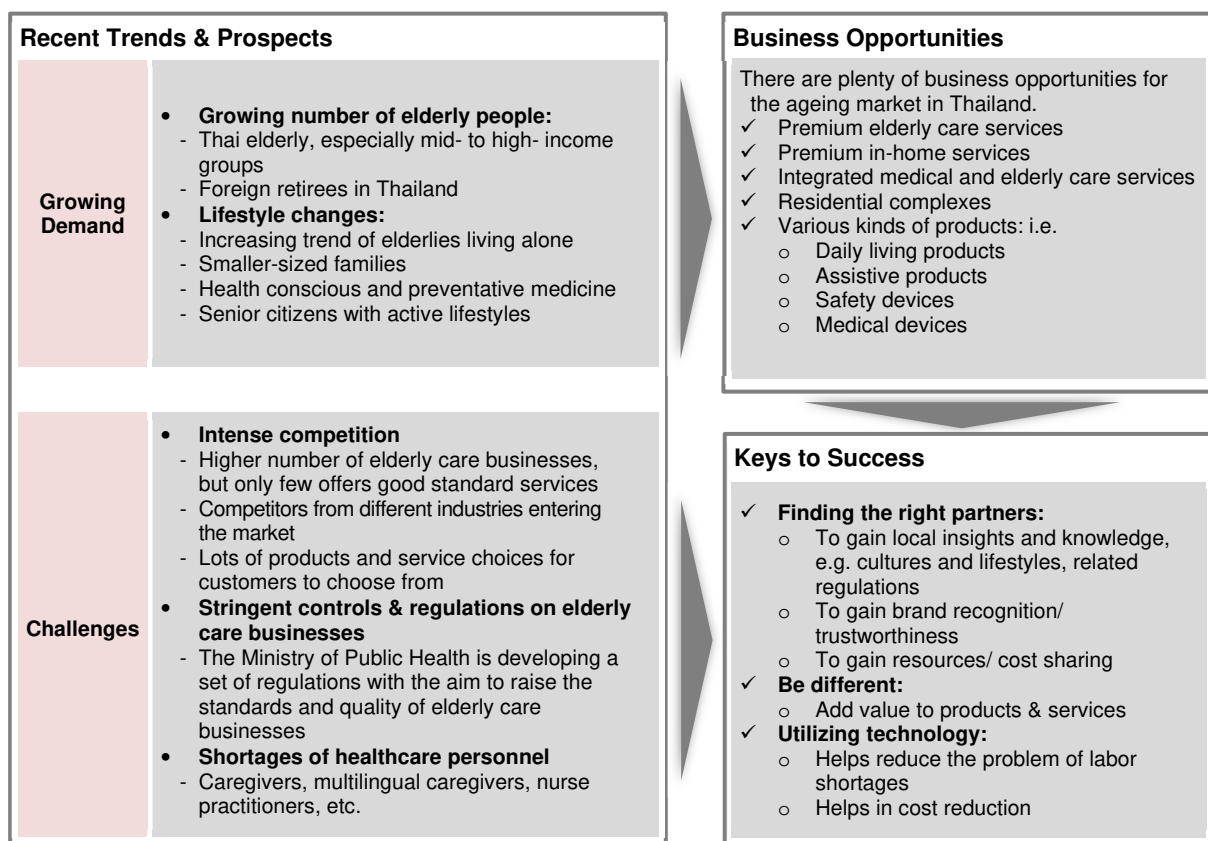 Recent Trends & Prospects
Growing
Demand
• Growing number of elderly people:
- Thai elderly, especially mid- to high- income
groups
- Foreign retirees in Thailand
• Lifestyle changes:
- Increasing trend of elderlies living alone
- Smaller-sized families
- Health conscious and preventative medicine
- Senior citizens with active lifestyles
Challenges
• Intense competition
- Higher number of elderly care businesses,
but only few offers good standard services
- Competitors from different industries entering
the market
- Lots of products and service choices for
customers to choose from
• Stringent controls & regulations on elderly
care businesses
- The Ministry of Public Health is developing a
set of regulations with the aim to raise the
standards and quality of elderly care
businesses
• Shortages of healthcare personnel
- Caregivers, multilingual caregivers, nurse
practitioners, etc.
Business Opportunities
There are plenty of business opportunities for
the ageing market in Thailand.
✓ Premium elderly care services
✓ Premium in-home services
✓ Integrated medical and elderly care services
✓ Residential complexes
✓ Various kinds of products: i.e.
o Daily living products
o Assistive products
o Safety devices
o Medical devices
Keys to Success
✓ Finding the right partners:
o To gain local insights and knowledge,
e.g. cultures and lifestyles, related
regulations
o To gain brand recognition/
trustworthiness
o To gain resources/ cost sharing
✓ Be different:
o Add value to products & services
✓ Utilizing technology:
o Helps reduce the problem of labor
shortages
o Helps in cost reduction